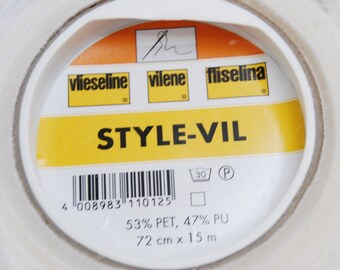 vlieseline vilene fliselina
STYLE-VIL
30 P
4 008983 110125
53% PET, 47% PU
72 cm x 15 m